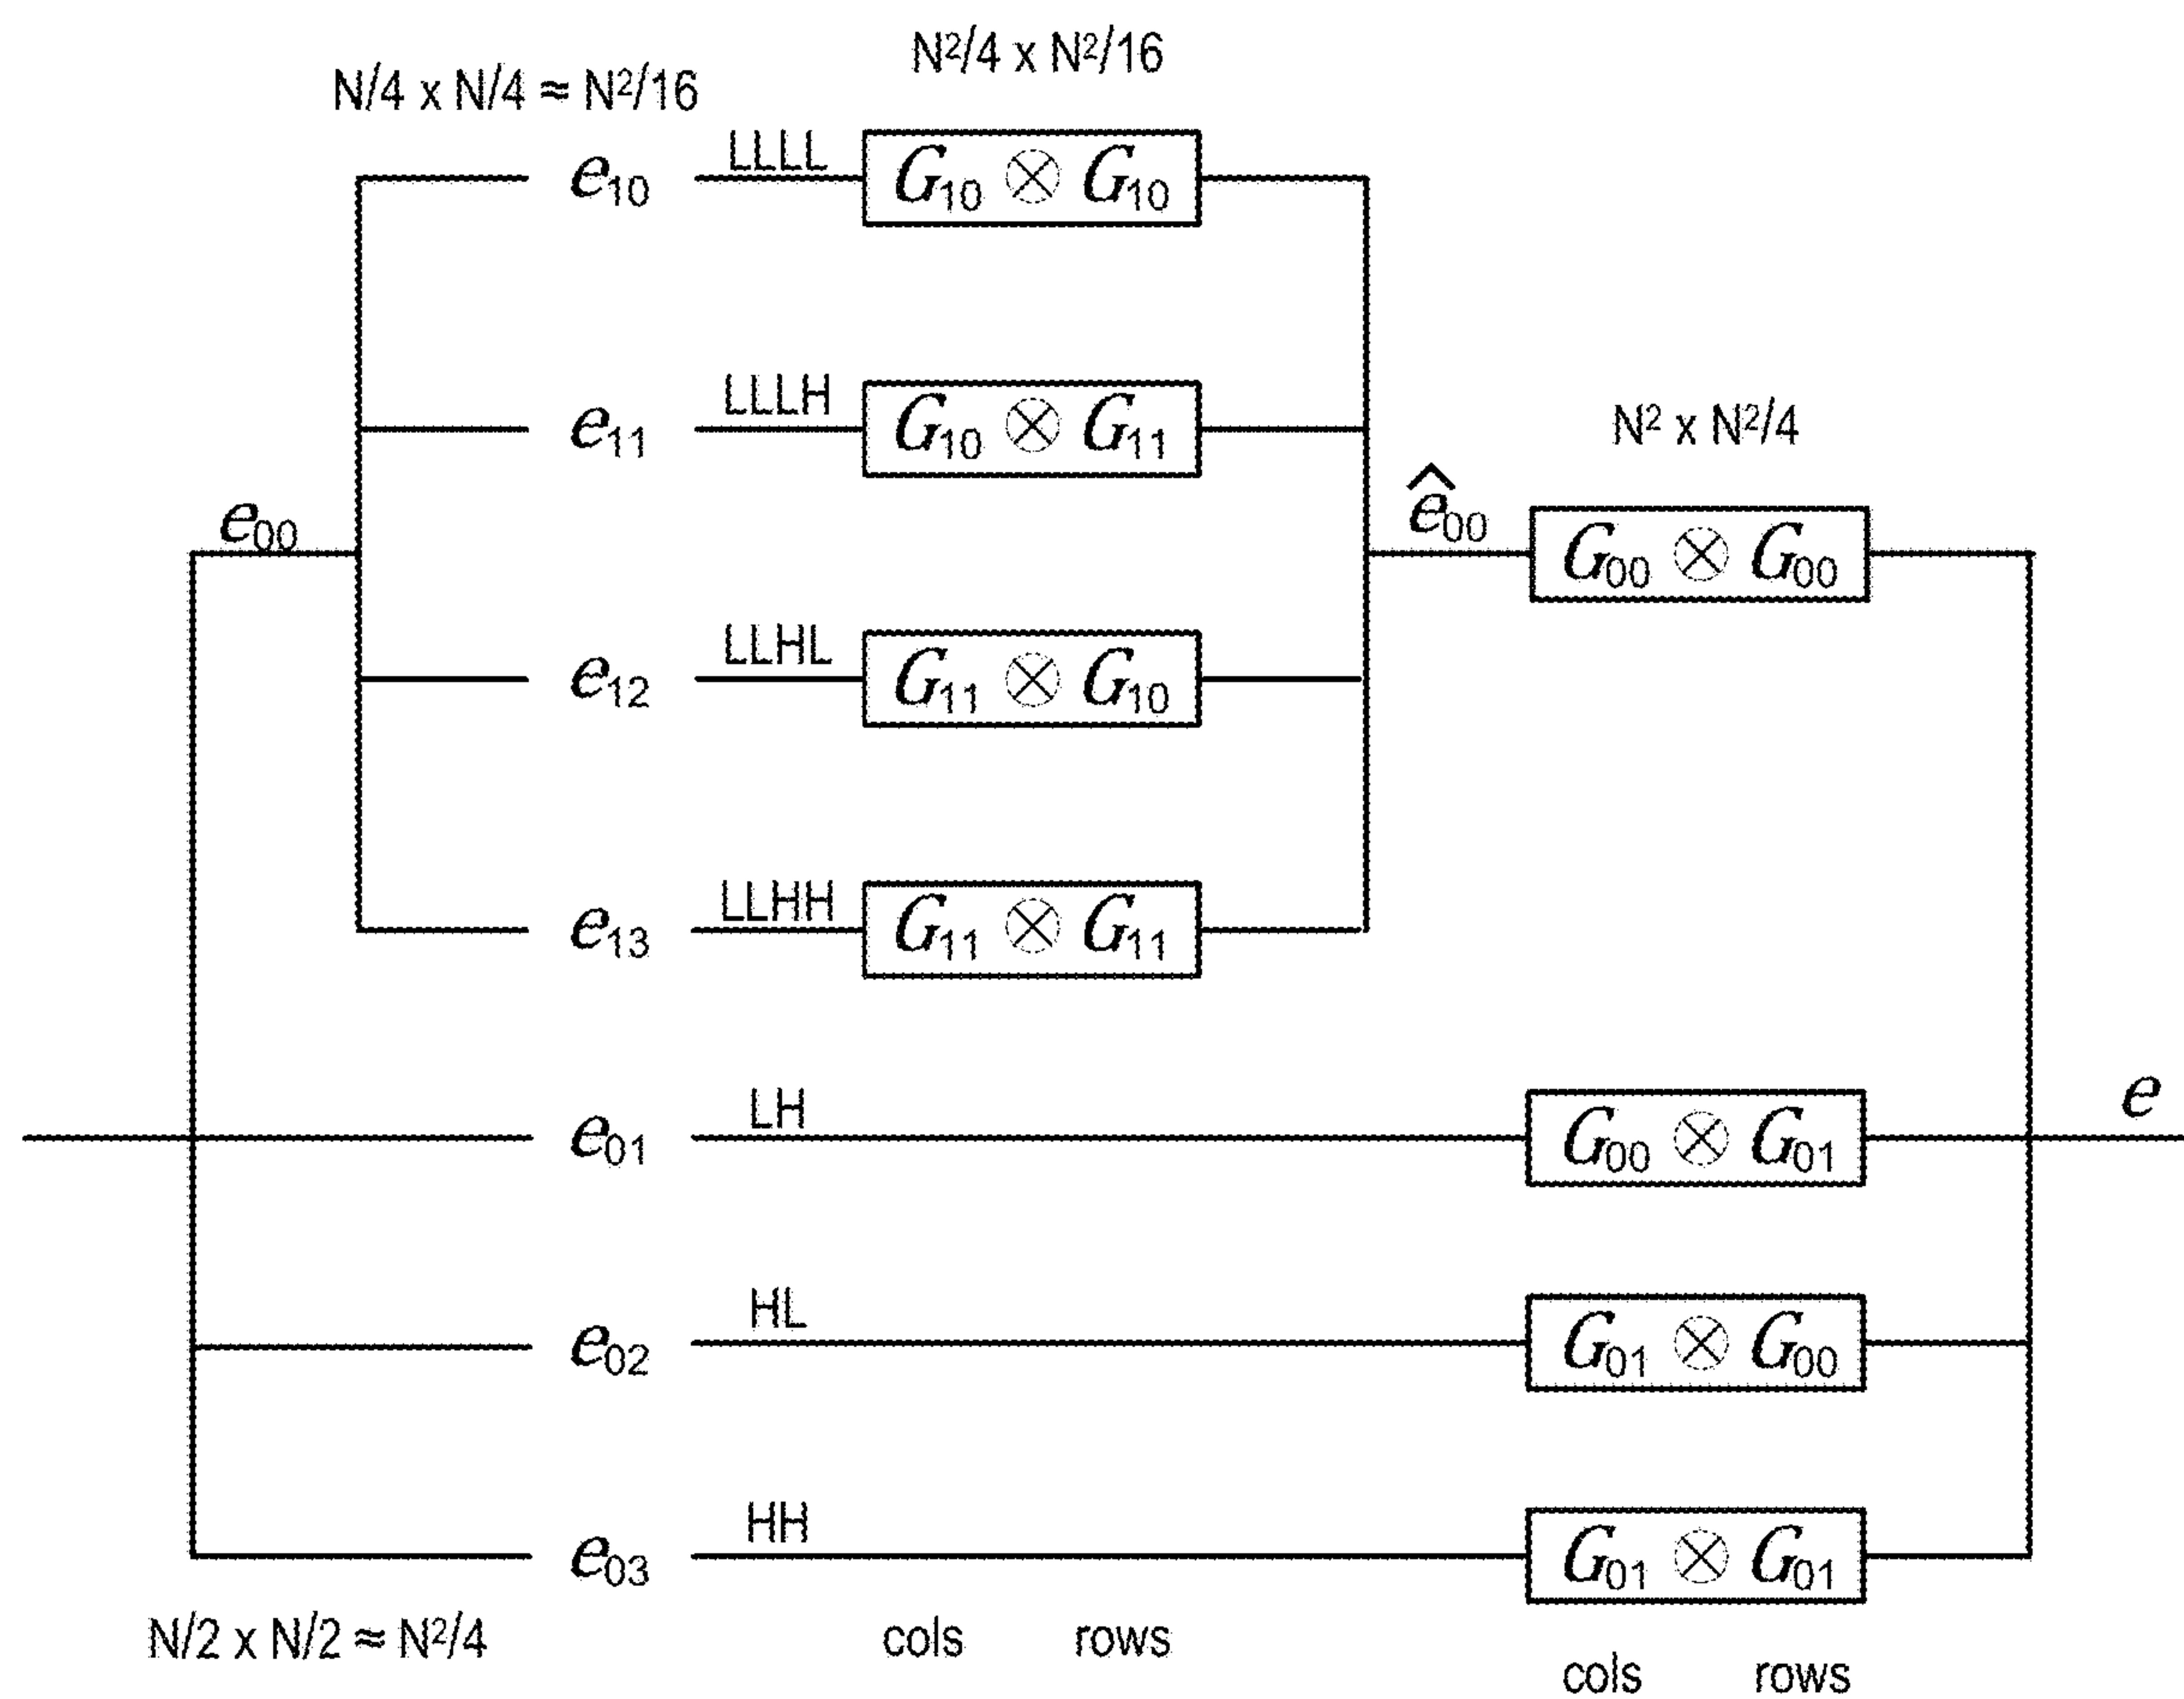 N²/4 x N²/16
N/4 x N/4 ≈ N²/16
e₁₀ LLLL G₁₀ ⊗ G₁₀
e₁₁ LLLH G₁₀ ⊗ G₁₁
N² x N²/4
e₀₀ ê₀₀ G₀₀ ⊗ G₀₀
e₁₂ LLHL G₁₁ ⊗ G₁₀
e₁₃ LLHH G₁₁ ⊗ G₁₁
e₀₁ LH G₀₀ ⊗ G₀₁ e
e₀₂ HL G₀₁ ⊗ G₀₀
e₀₃ HH G₀₁ ⊗ G₀₁
N/2 x N/2 ≈ N²/4 cols rows
cols rows